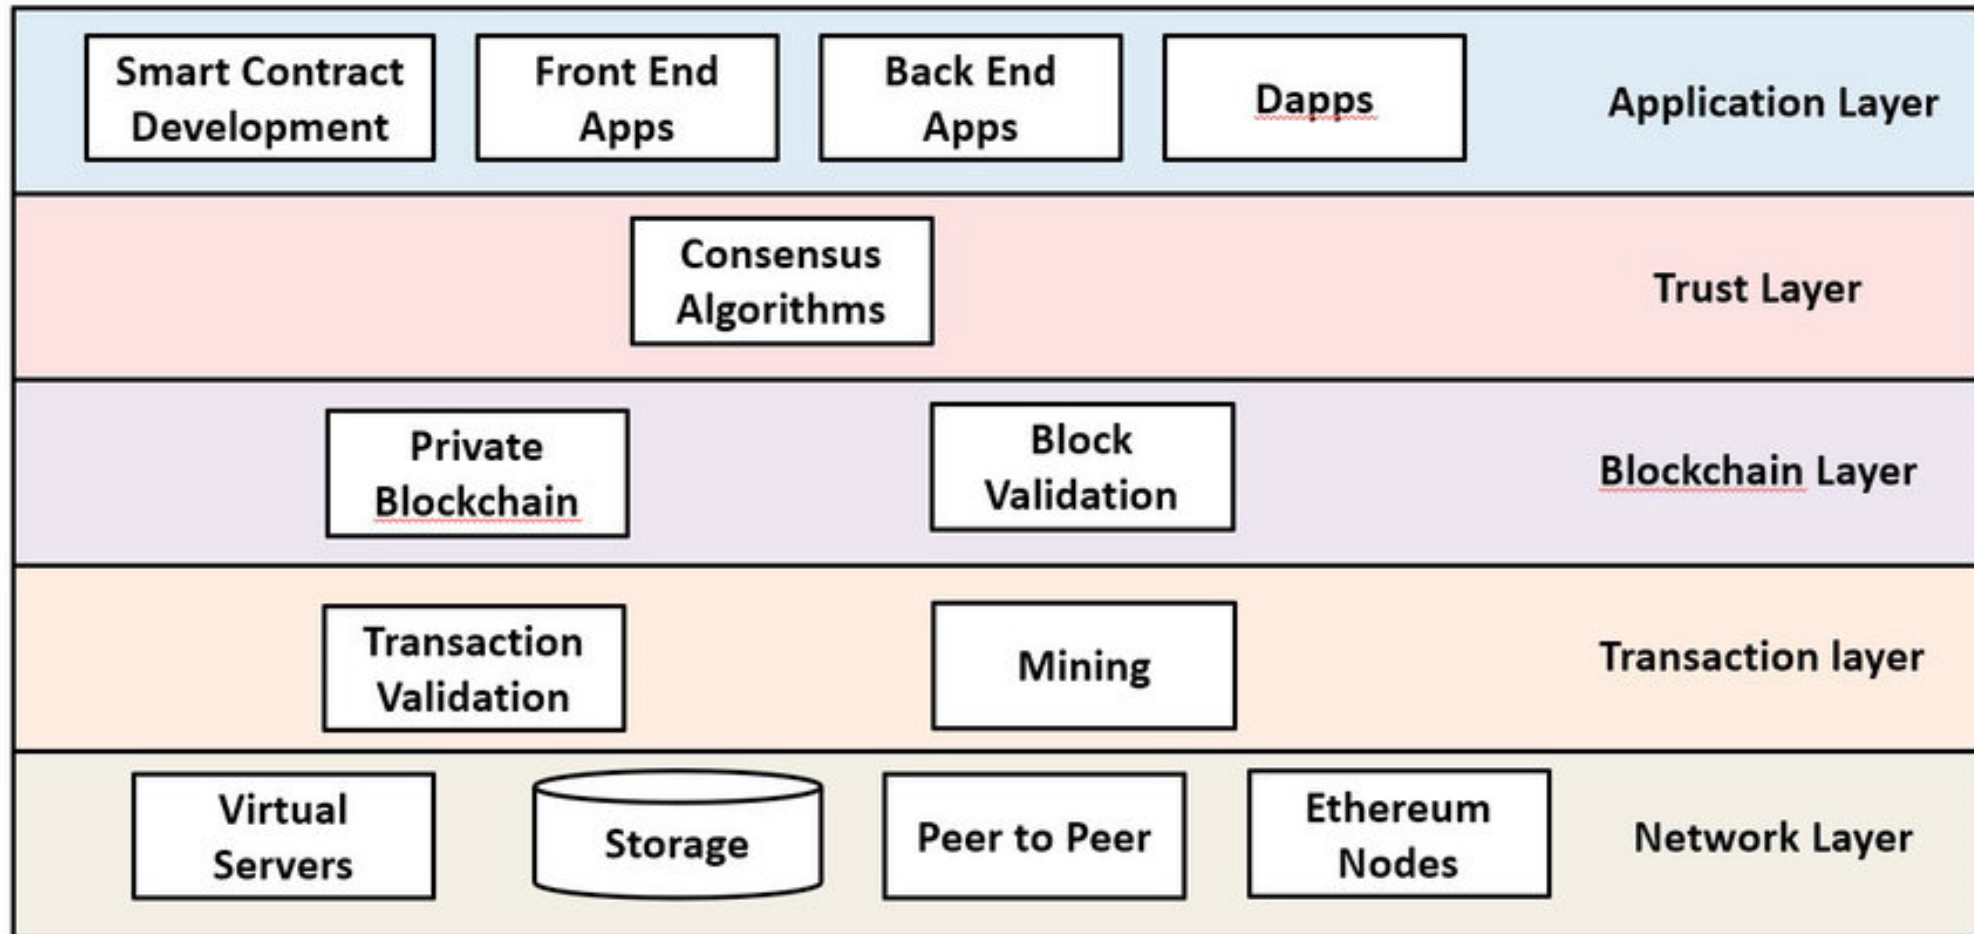 Smart Contract
Development
Front End
Apps
Back End
Apps
Dapps
Application Layer
Consensus
Algorithms
Trust Layer
Private
Blockchain
Block
Validation
Blockchain Layer
Transaction
Validation
Mining
Transaction layer
Virtual
Servers
Storage
Peer to Peer
Ethereum
Nodes
Network Layer